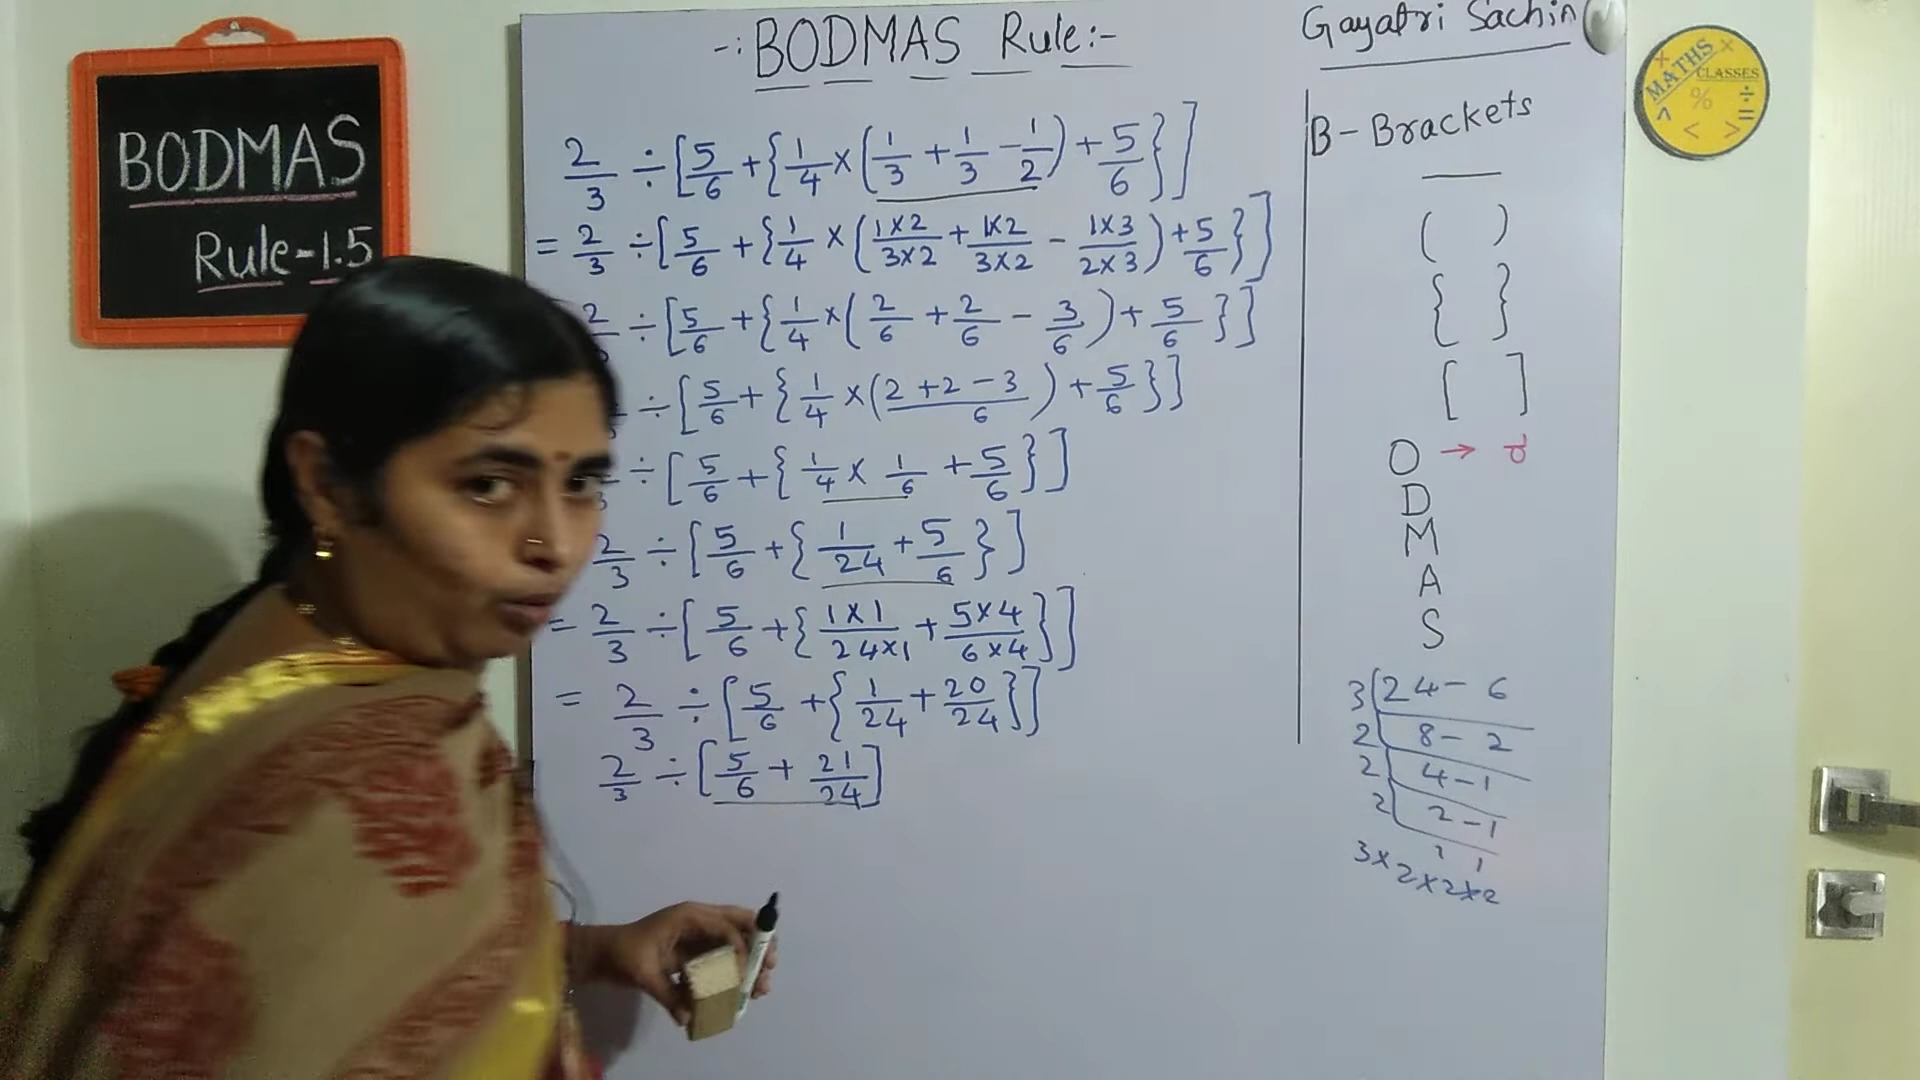 BODMAS
Rule-1.5
-:BODMAS Rule:-
2/3 ÷ [5/6 + {1/4 × (1/3 + 1/3 - 1/2) + 5/6}]
= 2/3 ÷ [5/6 + {1/4 × (1×2/3×2 + 1×2/3×2 - 1×3/2×3) + 5/6}]
2/3 ÷ [5/6 + {1/4 × (2/6 + 2/6 - 3/6) + 5/6}]
÷ [5/6 + {1/4 × (2+2-3/6) + 5/6}]
÷ [5/6 + {1/4 × 1/6 + 5/6}]
2/3 ÷ [5/6 + {1/24 + 5/6}]
= 2/3 ÷ [5/6 + {1×1/24×1 + 5×4/6×4}]
= 2/3 ÷ [5/6 + {1/24 + 20/24}]
2/3 ÷ [5/6 + 21/24]
Gayatri Sachin
B - Brackets
( )
{ }
[ ]
O →
D
M
A
S
3 24 - 6
2 8 - 2
2 4 - 1
2 2 - 1
1 1
3×2×2×2
MATHS
CLASSES
× % ÷ = ^ < >